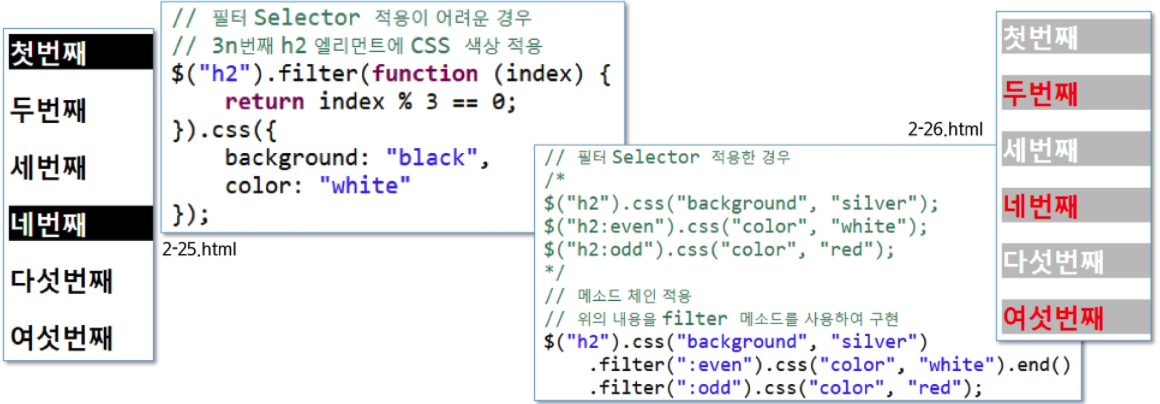 첫번째
두번째
세번째
네번째
다섯번째
여섯번째
// 필터 Selector 적용이 어려운 경우
// 3n번째 h2 엘리먼트에 CSS 색상 적용
$("h2").filter(function (index) {
    return index % 3 == 0;
}).css({
    background: "black",
    color: "white"
});
2-25.html
2-26.html
// 필터 Selector 적용한 경우
/*
$("h2").css("background", "silver");
$("h2:even").css("color", "white");
$("h2:odd").css("color", "red");
*/
// 메소드 체인 적용
// 위의 내용을 filter 메소드를 사용하여 구현
$("h2").css("background", "silver")
    .filter(":even").css("color", "white").end()
    .filter(":odd").css("color", "red");
첫번째
두번째
세번째
네번째
다섯번째
여섯번째